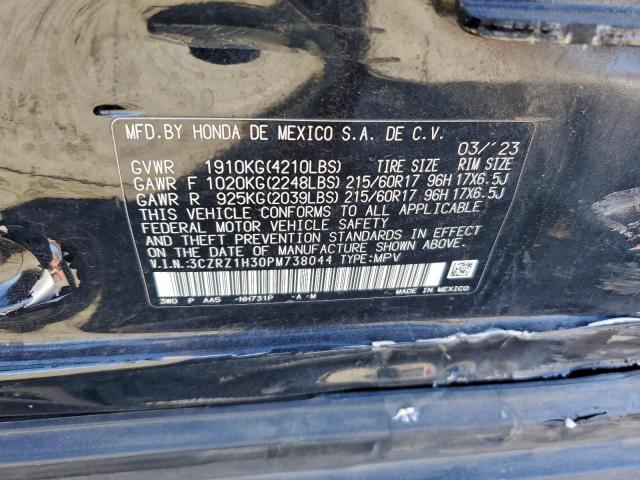 MFD.BY HONDA DE MEXICO S.A. DE C.V.
03/'23
GVWR 1910KG(4210LBS) TIRE SIZE RIM SIZE
GAWR F 1020KG(2248LBS) 215/60R17 96H 17X6.5J
GAWR R 925KG(2039LBS) 215/60R17 96H 17X6.5J
THIS VEHICLE CONFORMS TO ALL APPLICABLE
FEDERAL MOTOR VEHICLE SAFETY AND THEFT
PREVENTION STANDARDS IN EFFECT ON THE
DATE OF MANUFACTURE SHOWN ABOVE.
V.I.N.:3CZRZ1H30PM738044 TYPE:MPV
MADE IN MEXICO
3W0 P AA5 -NH731P -A -M